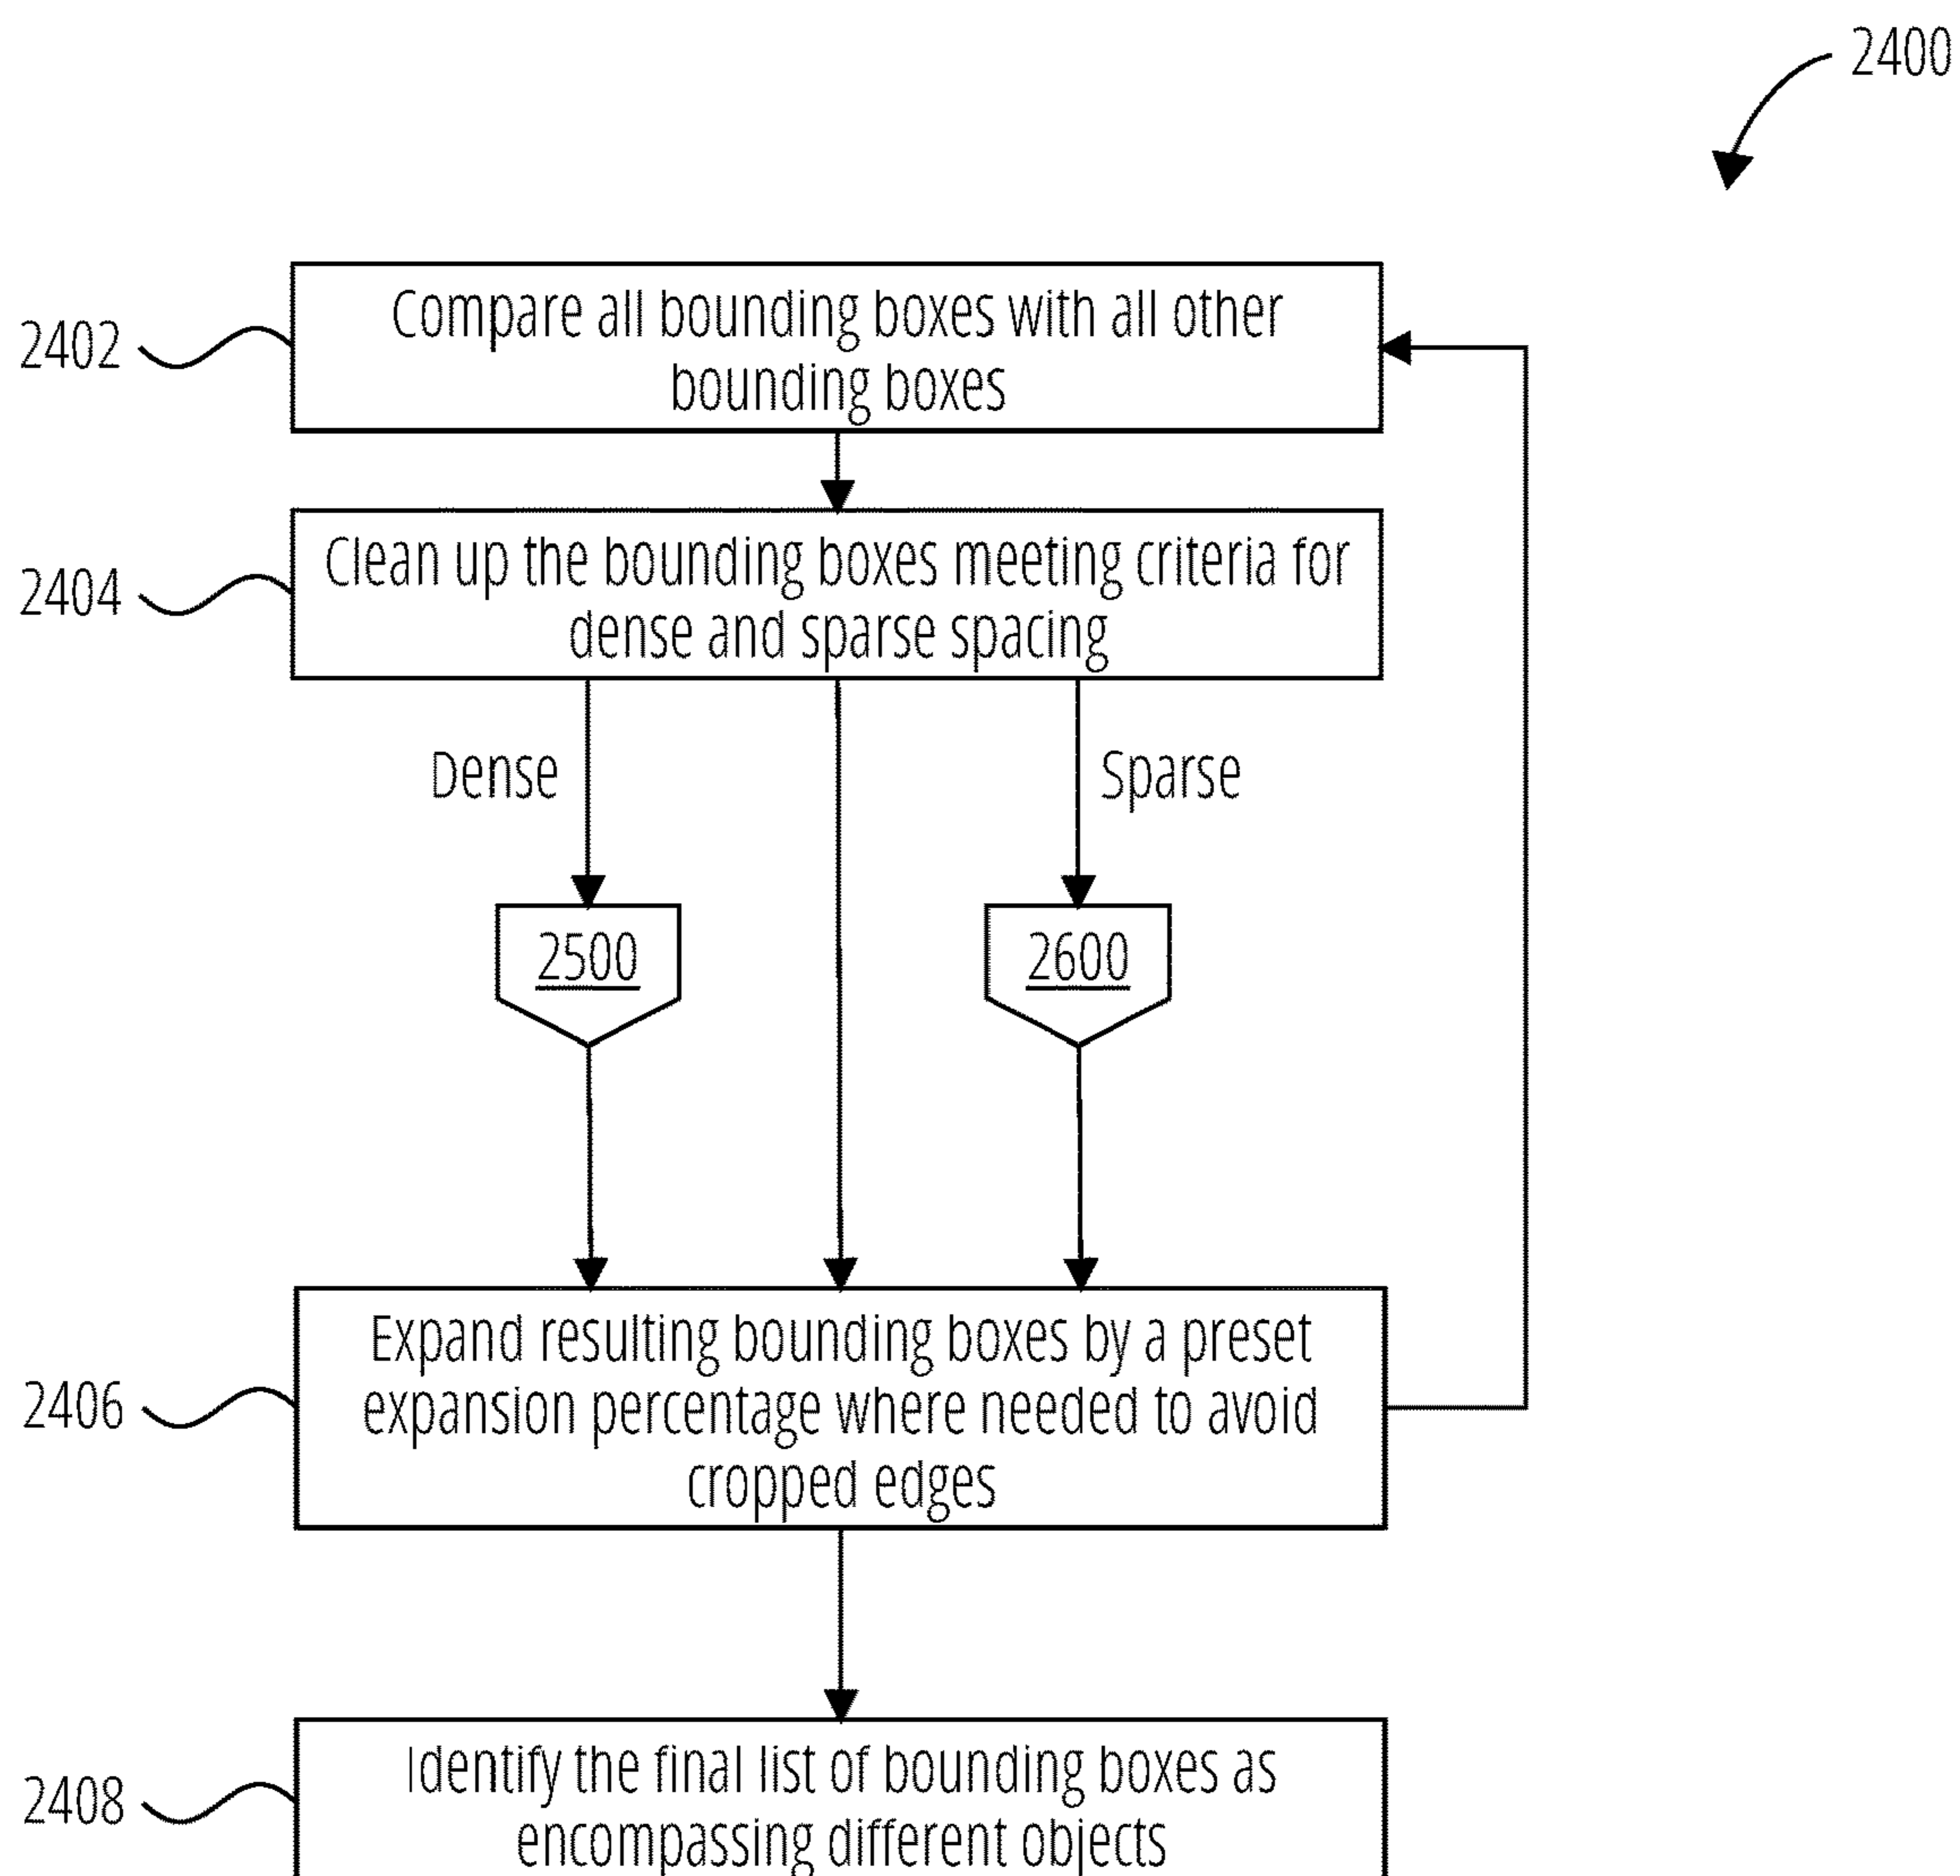 2400
2402
Compare all bounding boxes with all other
bounding boxes
2404
Clean up the bounding boxes meeting criteria for
dense and sparse spacing
Dense
Sparse
2500
2600
2406
Expand resulting bounding boxes by a preset
expansion percentage where needed to avoid
cropped edges
2408
Identify the final list of bounding boxes as
encompassing different objects